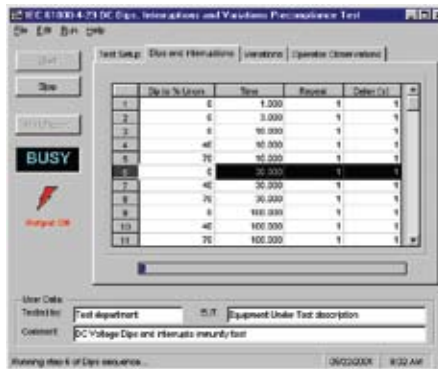 IEC 61000-4-29 DC Dips, Interruptions and Variations Precompliance Test
File Edit Run Help
Test Setup Dips and Interruptions Variations Operator Observations
Start
Stop
BUSY
Output ON
Dip to % Unom Time Repeat Delay (s)
1 0 1.000 1 1
2 0 3.000 1 1
3 0 10.000 1 1
4 40 10.000 1 1
5 70 10.000 1 1
6 0 30.000 1 1
7 40 30.000 1 1
8 70 30.000 1 1
9 0 100.000 1 1
10 40 100.000 1 1
11 70 100.000 1 1
User Data
Tested by: Test department EUT: Equipment Under Test description
Comment: DC Voltage Dips and interrupts immunity test
Running step 6 of Dips sequence... 9:32 AM